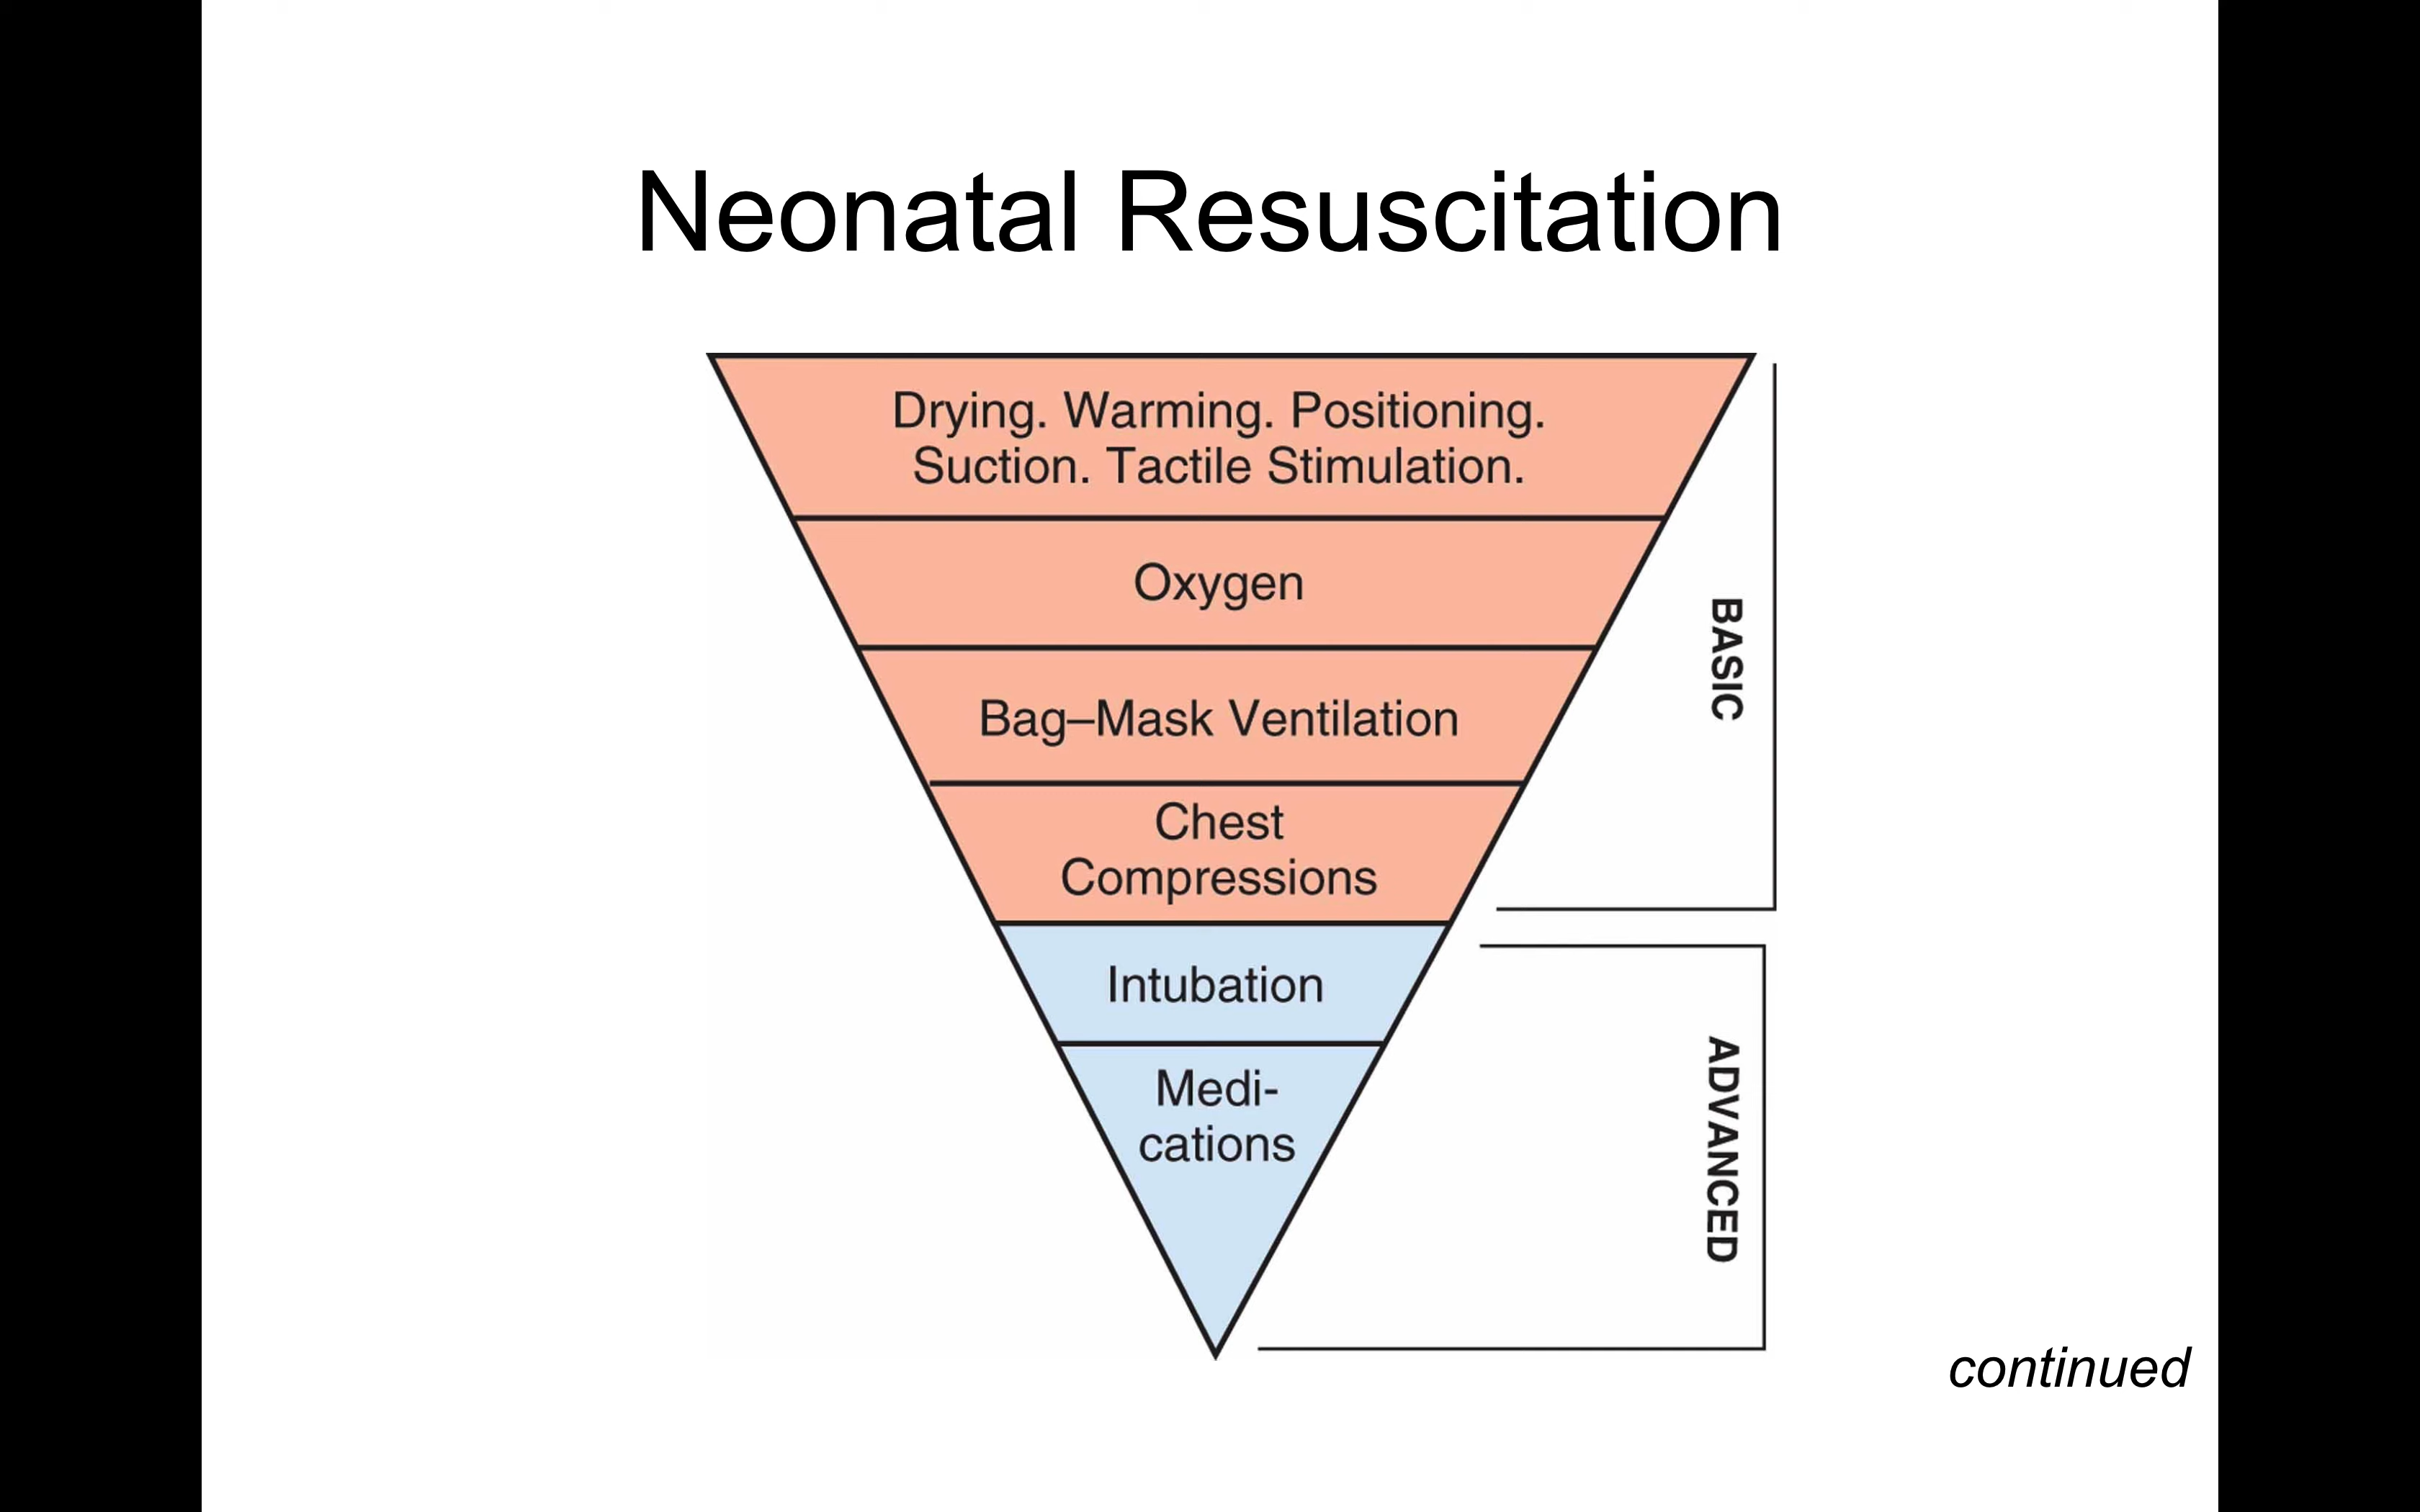 Neonatal Resuscitation
Drying. Warming. Positioning.
Suction. Tactile Stimulation.
Oxygen
Bag–Mask Ventilation
Chest
Compressions
BASIC
Intubation
Medi-
cations
ADVANCED
continued